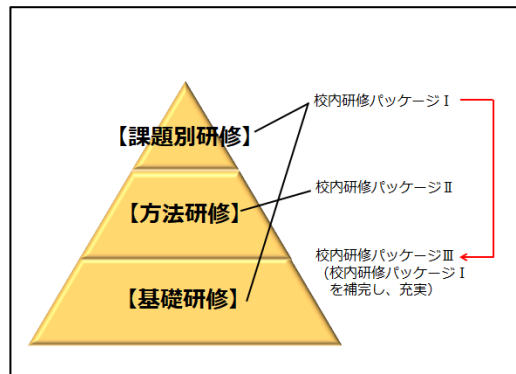 【課題別研修】
【方法研修】
【基礎研修】
校内研修パッケージⅠ
校内研修パッケージⅡ
校内研修パッケージⅢ
（校内研修パッケージⅠ
を補完し、充実）